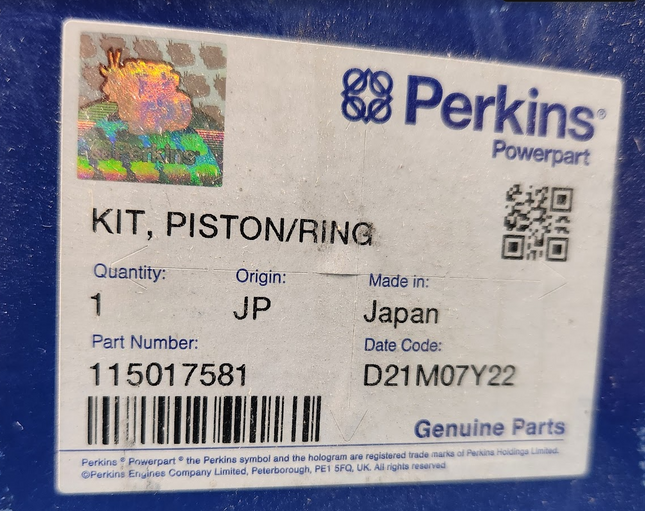 Perkins
Perkins®
Powerpart
KIT, PISTON/RING
Quantity: Origin: Made in:
1 JP Japan
Part Number: Date Code:
115017581 D21M07Y22
Genuine Parts
Perkins® Powerpart® the Perkins symbol and the hologram are registered trade marks of Perkins Holdings Limited.
©Perkins Engines Company Limited, Peterborough, PE1 5FQ, UK. All rights reserved